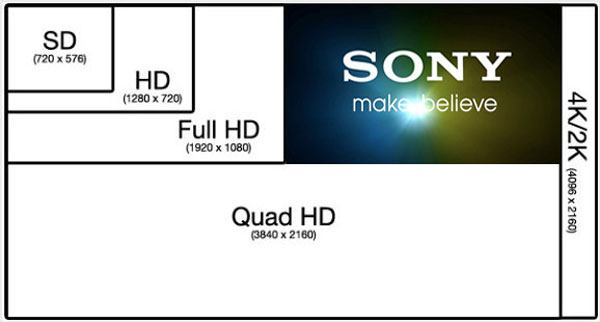 SD
(720 x 576)
HD
(1280 x 720)
Full HD
(1920 x 1080)
SONY
make.believe
Quad HD
(3840 x 2160)
4K/2K
(4096 x 2160)